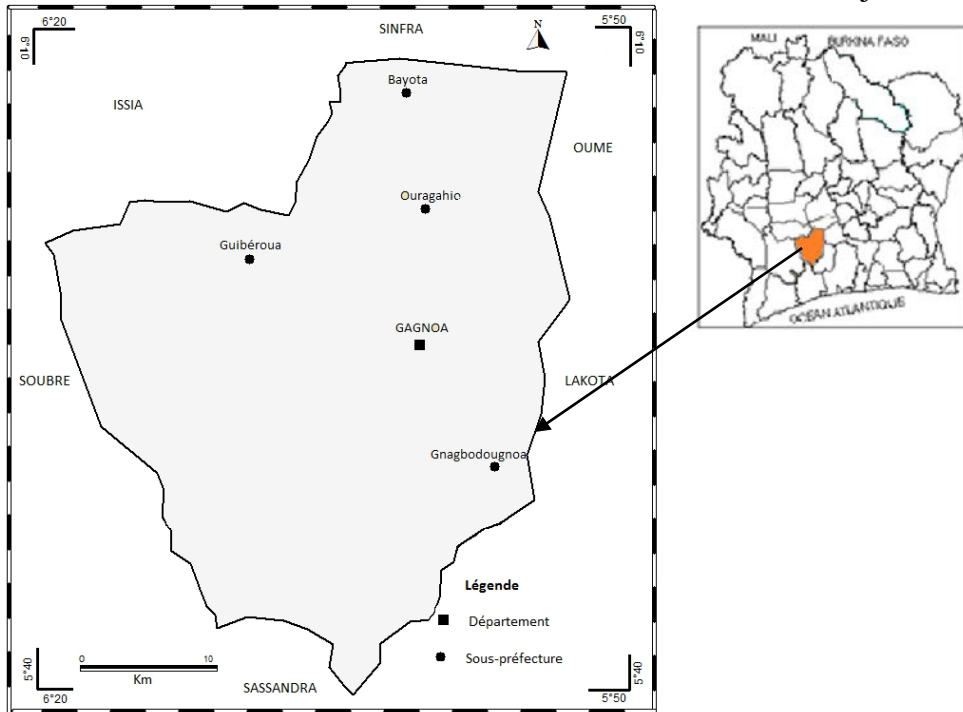 6°20
SINFRA
N
5°50
6°10
6°10
MALI
BURKINA FASO
Bayota
ISSIA
OUME
Ouragahio
Guibéroua
GAGNOA
OCEAN ATLANTIQUE
SOUBRE
LAKOTA
Gnagbodougnoa
Légende
Département
Sous-préfecture
0
10
Km
5°40
5°40
SASSANDRA
6°20
5°50